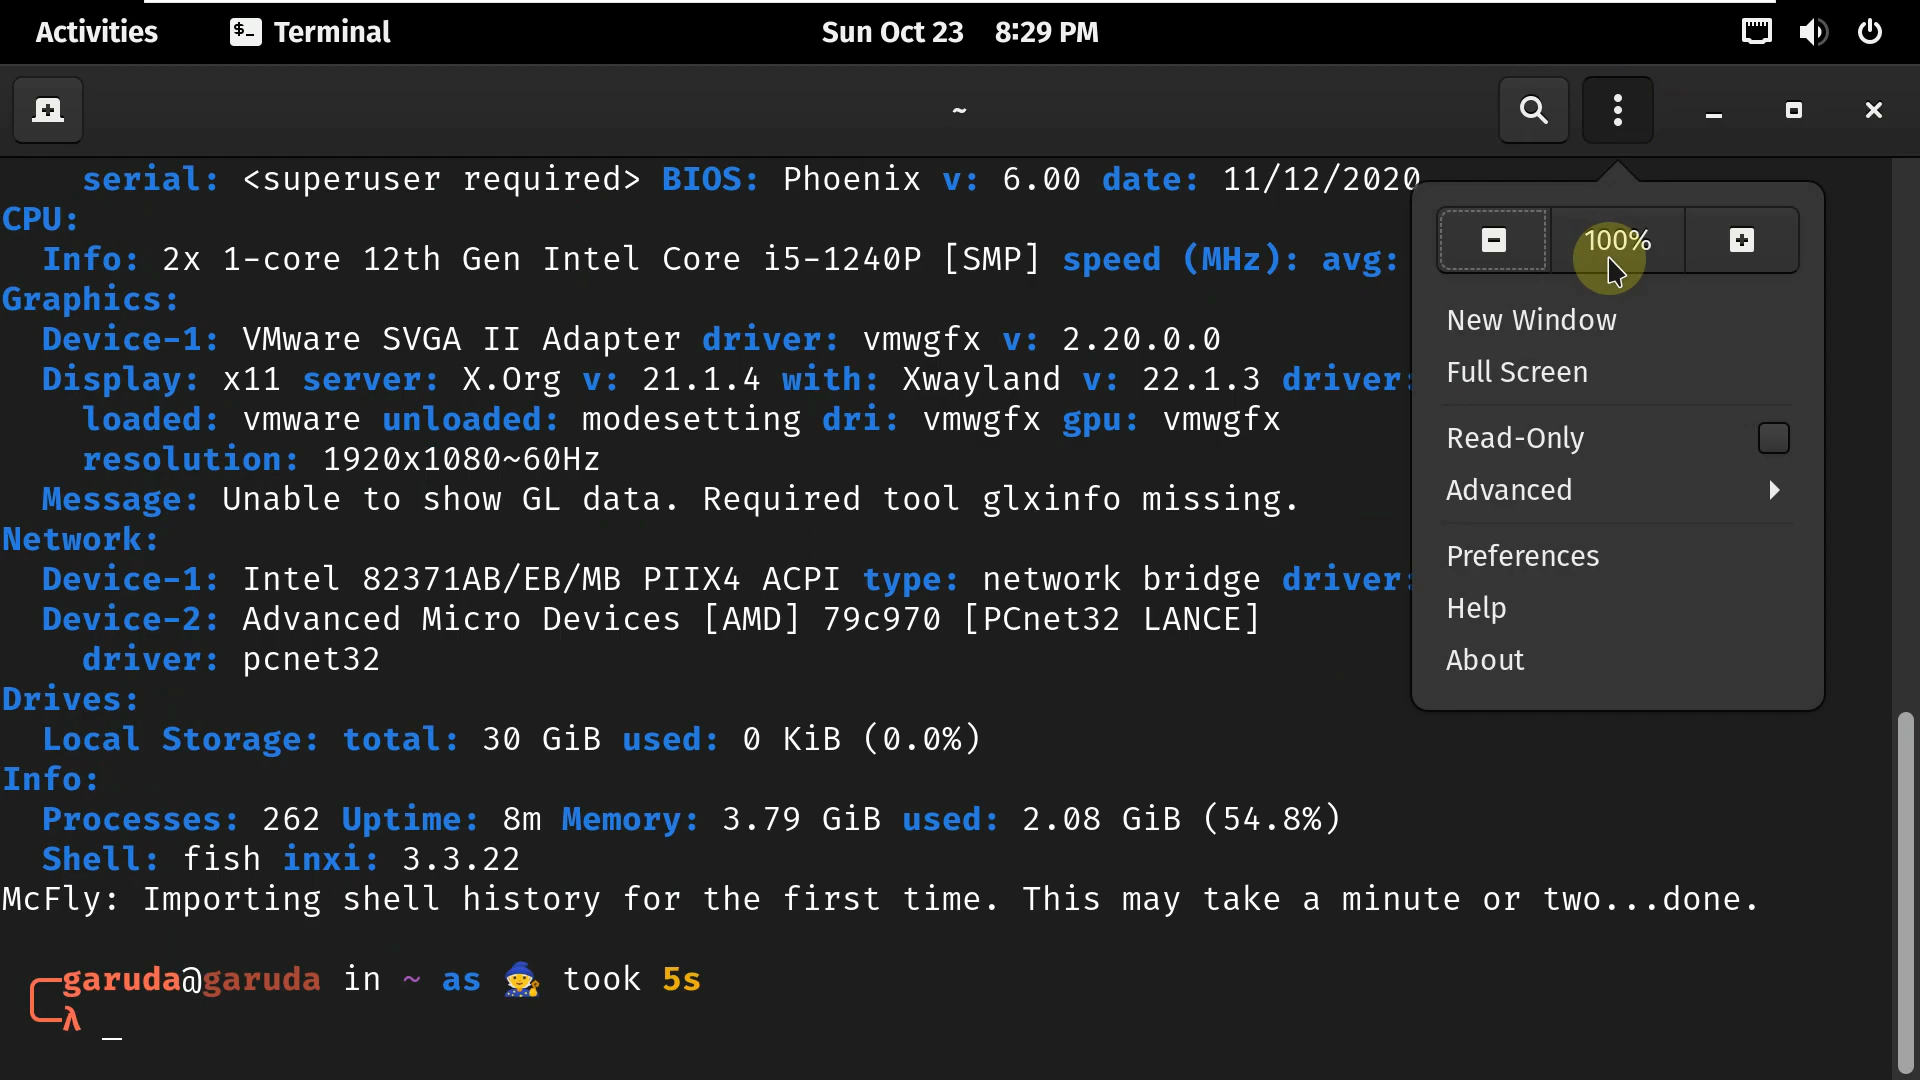 Activities Terminal Sun Oct 23 8:29 PM
~
serial: <superuser required> BIOS: Phoenix v: 6.00 date: 11/12/2020
CPU:
Info: 2x 1-core 12th Gen Intel Core i5-1240P [SMP] speed (MHz): avg:
Graphics:
Device-1: VMware SVGA II Adapter driver: vmwgfx v: 2.20.0.0
Display: x11 server: X.Org v: 21.1.4 with: Xwayland v: 22.1.3 driver:
loaded: vmware unloaded: modesetting dri: vmwgfx gpu: vmwgfx
resolution: 1920x1080~60Hz
Message: Unable to show GL data. Required tool glxinfo missing.
Network:
Device-1: Intel 82371AB/EB/MB PIIX4 ACPI type: network bridge driver:
Device-2: Advanced Micro Devices [AMD] 79c970 [PCnet32 LANCE]
driver: pcnet32
Drives:
Local Storage: total: 30 GiB used: 0 KiB (0.0%)
Info:
Processes: 262 Uptime: 8m Memory: 3.79 GiB used: 2.08 GiB (54.8%)
Shell: fish inxi: 3.3.22
McFly: Importing shell history for the first time. This may take a minute or two...done.
garuda@garuda in ~ as 🧙 took 5s
λ _
100%
New Window
Full Screen
Read-Only
Advanced
Preferences
Help
About